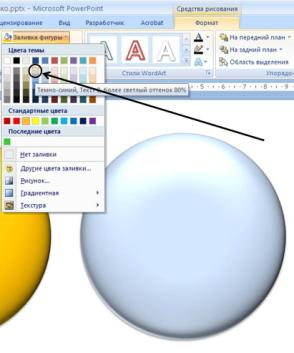 ко.pptx - Microsoft PowerPoint
Средства рисования
Вид
Разработчик
Acrobat
Формат
Заливка фигуры
На передний план
На задний план
Область выделения
Стили WordArt
Цвета темы
Темно-синий, Текст 2, более светлый оттенок 80%
Стандартные цвета
Последние цвета
Нет заливки
Другие цвета заливки...
Рисунок...
Градиентная
Текстура